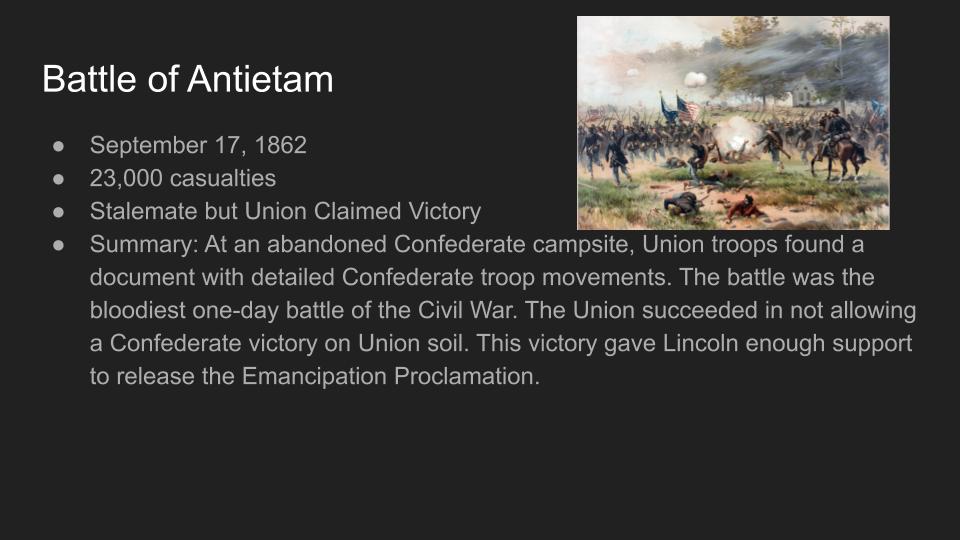 Battle of Antietam
● September 17, 1862
● 23,000 casualties
● Stalemate but Union Claimed Victory
● Summary: At an abandoned Confederate campsite, Union troops found a
document with detailed Confederate troop movements. The battle was the
bloodiest one-day battle of the Civil War. The Union succeeded in not allowing
a Confederate victory on Union soil. This victory gave Lincoln enough support
to release the Emancipation Proclamation.